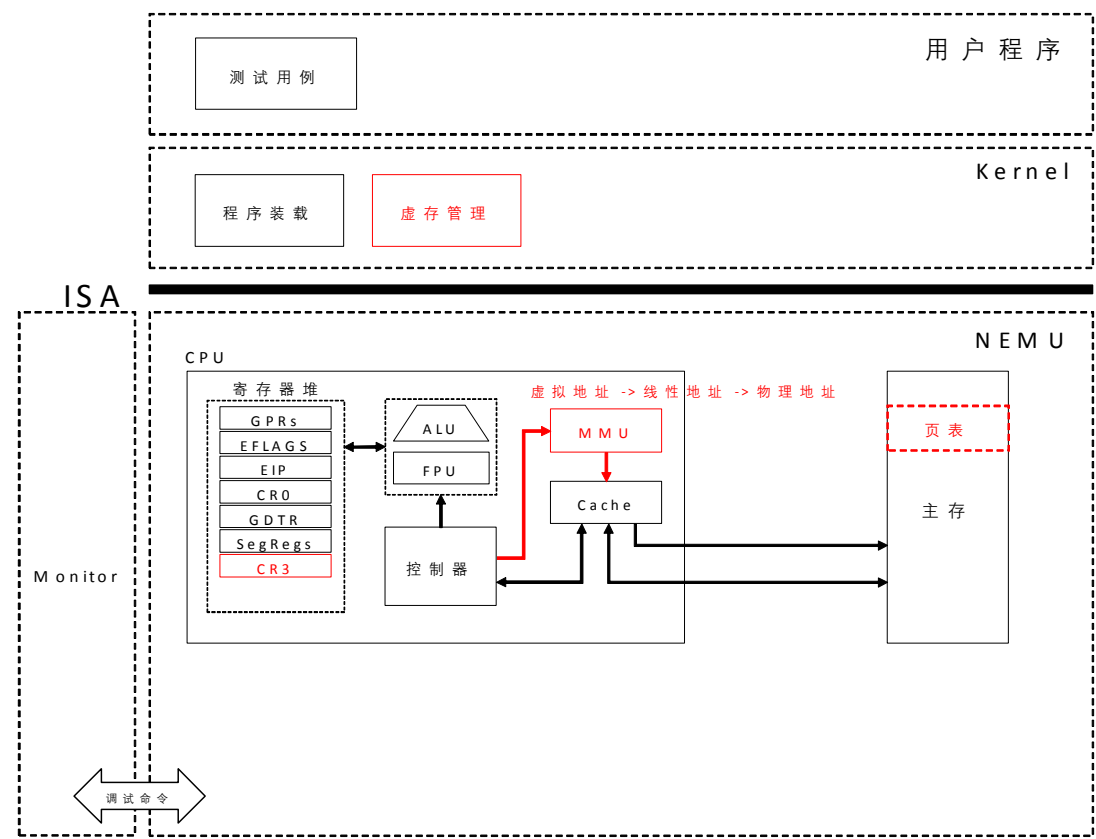 用户程序
测试用例
Kernel
程序装载
虚存管理
ISA
NEMU
CPU
寄存器堆
虚拟地址 -> 线性地址 -> 物理地址
GPRs
EFLAGS
EIP
CR0
GDTR
SegRegs
CR3
ALU
FPU
MMU
Cache
控制器
页表
主存
Monitor
调试命令